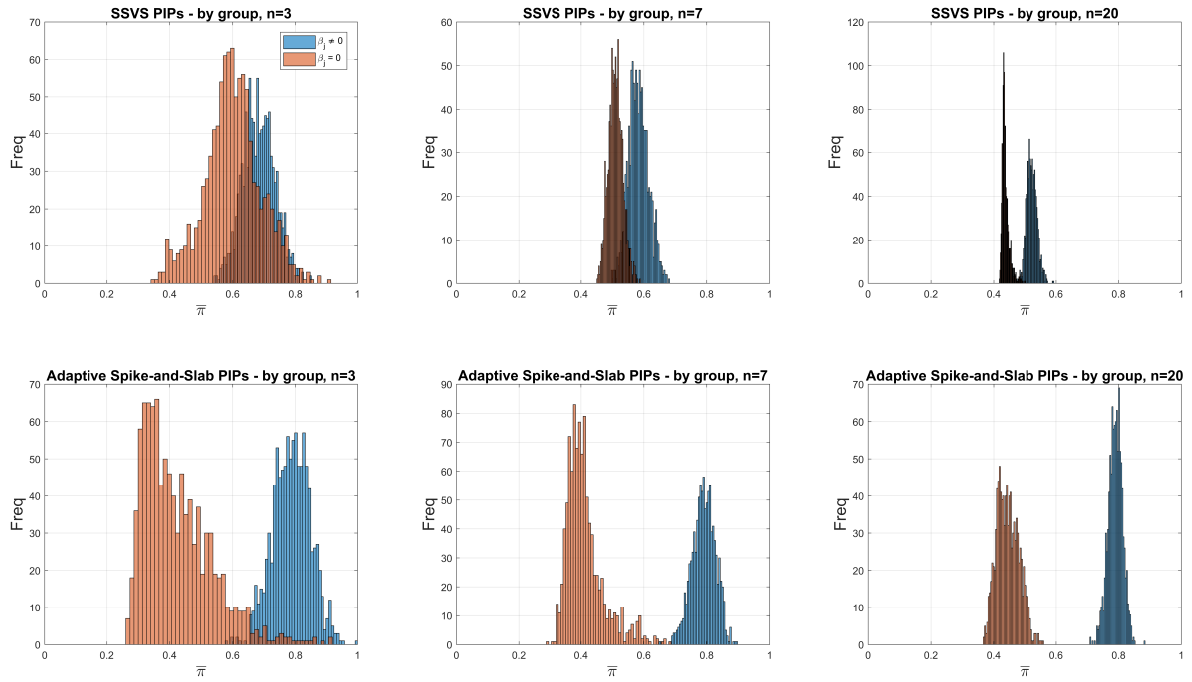 SSVS PIPs - by group, n=3
70
60
50
40
30
20
10
0
Freq
0 0.2 0.4 0.6 0.8 1
π̅
βj ≠ 0
βj = 0
SSVS PIPs - by group, n=7
60
50
40
30
20
10
0
Freq
0 0.2 0.4 0.6 0.8 1
π̅
SSVS PIPs - by group, n=20
120
100
80
60
40
20
0
Freq
0 0.2 0.4 0.6 0.8 1
π̅
Adaptive Spike-and-Slab PIPs - by group, n=3
70
60
50
40
30
20
10
0
Freq
0 0.2 0.4 0.6 0.8 1
π̅
Adaptive Spike-and-Slab PIPs - by group, n=7
90
80
70
60
50
40
30
20
10
0
Freq
0 0.2 0.4 0.6 0.8 1
π̅
Adaptive Spike-and-Slab PIPs - by group, n=20
70
60
50
40
30
20
10
0
Freq
0 0.2 0.4 0.6 0.8 1
π̅